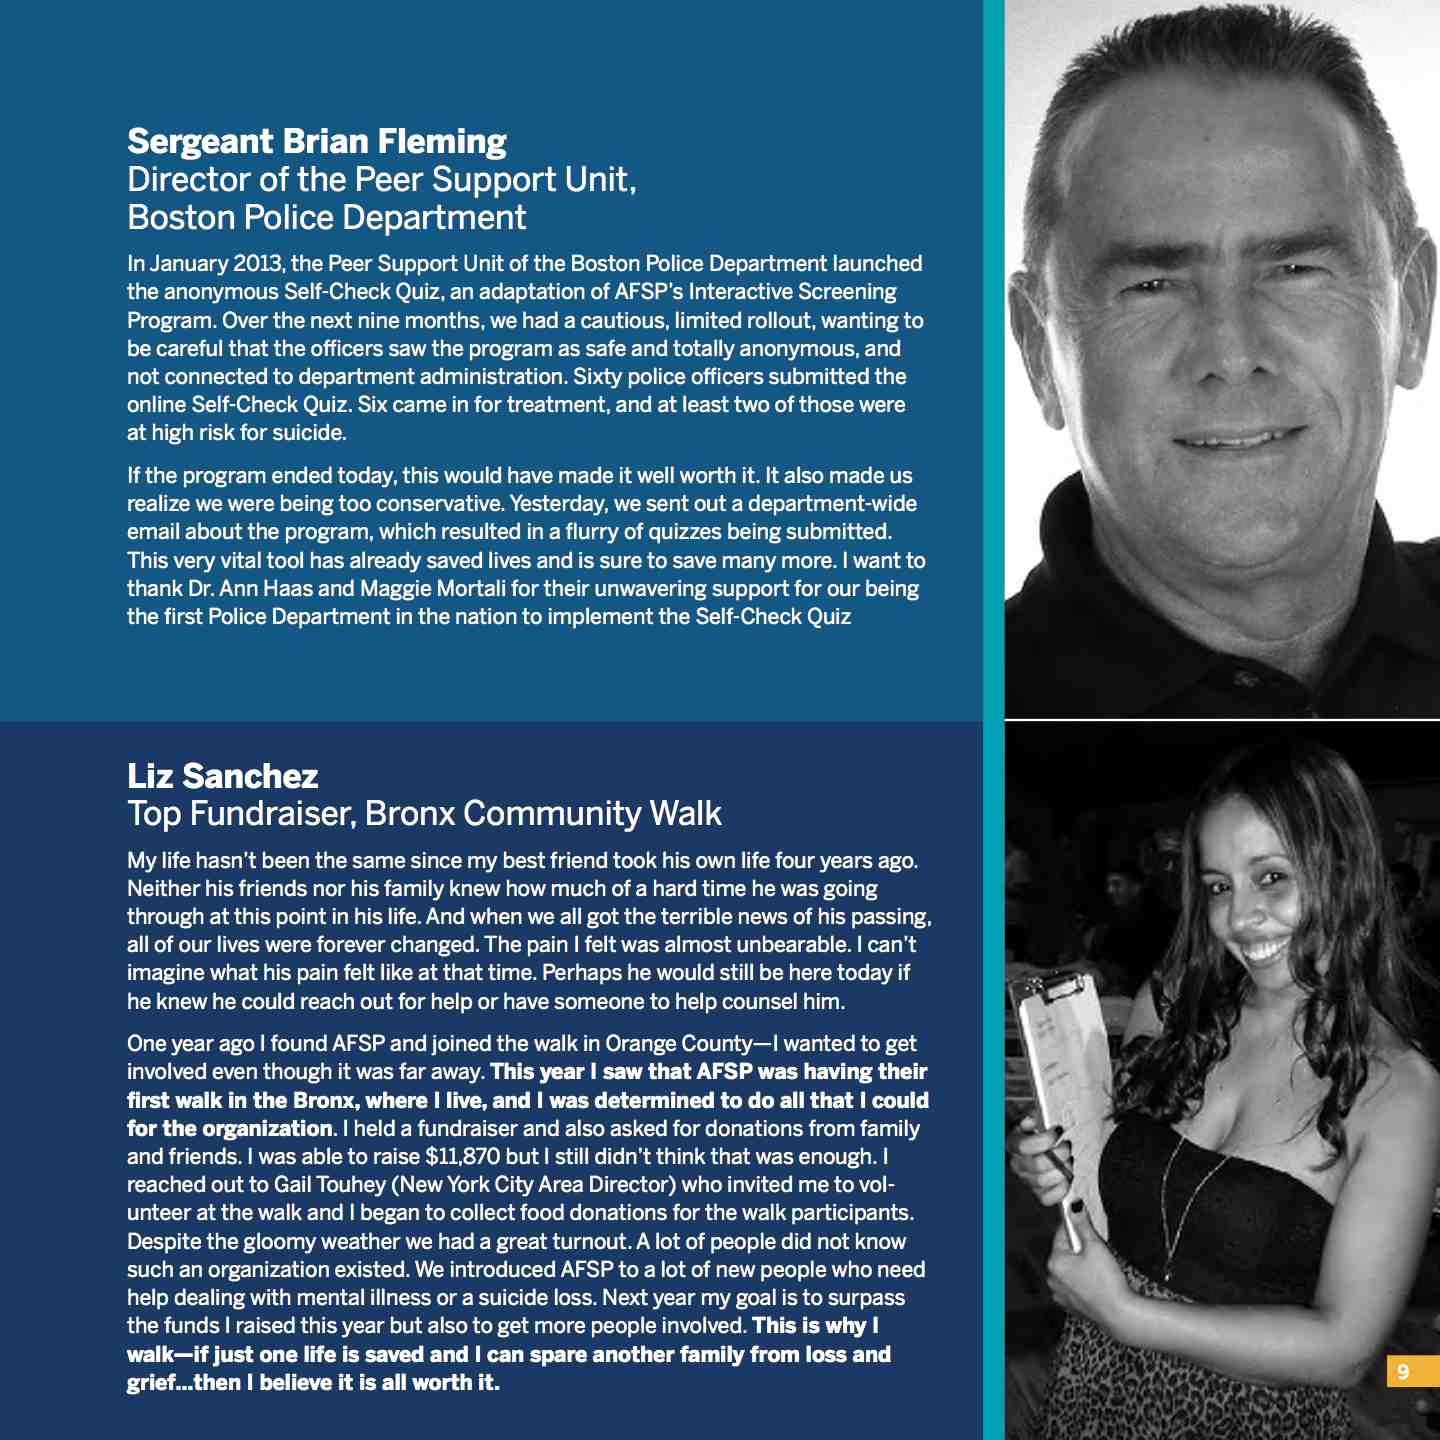 Sergeant Brian Fleming
Director of the Peer Support Unit,
Boston Police Department
In January 2013, the Peer Support Unit of the Boston Police Department launched
the anonymous Self-Check Quiz, an adaptation of AFSP's Interactive Screening
Program. Over the next nine months, we had a cautious, limited rollout, wanting to
be careful that the officers saw the program as safe and totally anonymous, and
not connected to department administration. Sixty police officers submitted the
online Self-Check Quiz. Six came in for treatment, and at least two of those were
at high risk for suicide.
If the program ended today, this would have made it well worth it. It also made us
realize we were being too conservative. Yesterday, we sent out a department-wide
email about the program, which resulted in a flurry of quizzes being submitted.
This very vital tool has already saved lives and is sure to save many more. I want to
thank Dr. Ann Haas and Maggie Mortali for their unwavering support for our being
the first Police Department in the nation to implement the Self-Check Quiz
Liz Sanchez
Top Fundraiser, Bronx Community Walk
My life hasn't been the same since my best friend took his own life four years ago.
Neither his friends nor his family knew how much of a hard time he was going
through at this point in his life. And when we all got the terrible news of his passing,
all of our lives were forever changed. The pain I felt was almost unbearable. I can't
imagine what his pain felt like at that time. Perhaps he would still be here today if
he knew he could reach out for help or have someone to help counsel him.
One year ago I found AFSP and joined the walk in Orange County—I wanted to get
involved even though it was far away. This year I saw that AFSP was having their
first walk in the Bronx, where I live, and I was determined to do all that I could
for the organization. I held a fundraiser and also asked for donations from family
and friends. I was able to raise $11,870 but I still didn't think that was enough. I
reached out to Gail Touhey (New York City Area Director) who invited me to vol-
unteer at the walk and I began to collect food donations for the walk participants.
Despite the gloomy weather we had a great turnout. A lot of people did not know
such an organization existed. We introduced AFSP to a lot of new people who need
help dealing with mental illness or a suicide loss. Next year my goal is to surpass
the funds I raised this year but also to get more people involved. This is why I
walk—if just one life is saved and I can spare another family from loss and
grief...then I believe it is all worth it.
9